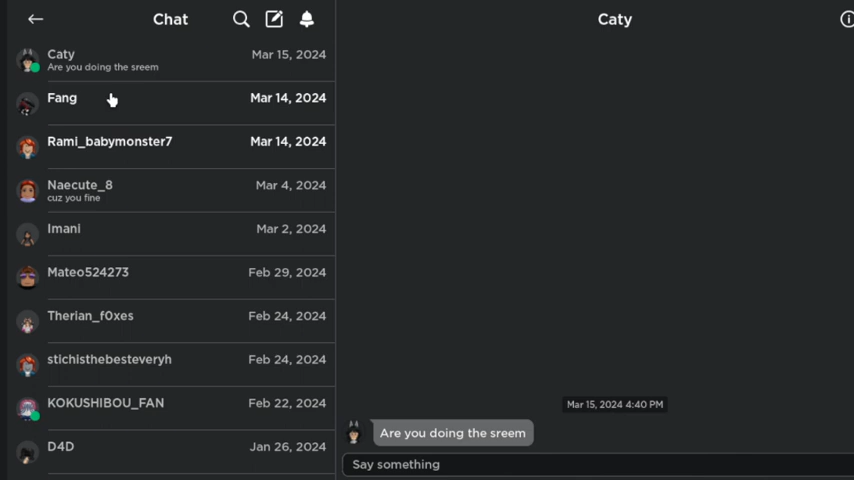 Chat
Caty
Caty Mar 15, 2024
Are you doing the sreem
Fang Mar 14, 2024
Rami_babymonster7 Mar 14, 2024
Naecute_8 Mar 4, 2024
cuz you fine
Imani Mar 2, 2024
Mateo524273 Feb 29, 2024
Therian_f0xes Feb 24, 2024
stichisthebesteveryh Feb 24, 2024
KOKUSHIBOU_FAN Feb 22, 2024
D4D Jan 26, 2024
Mar 15, 2024 4:40 PM
Are you doing the sreem
Say something